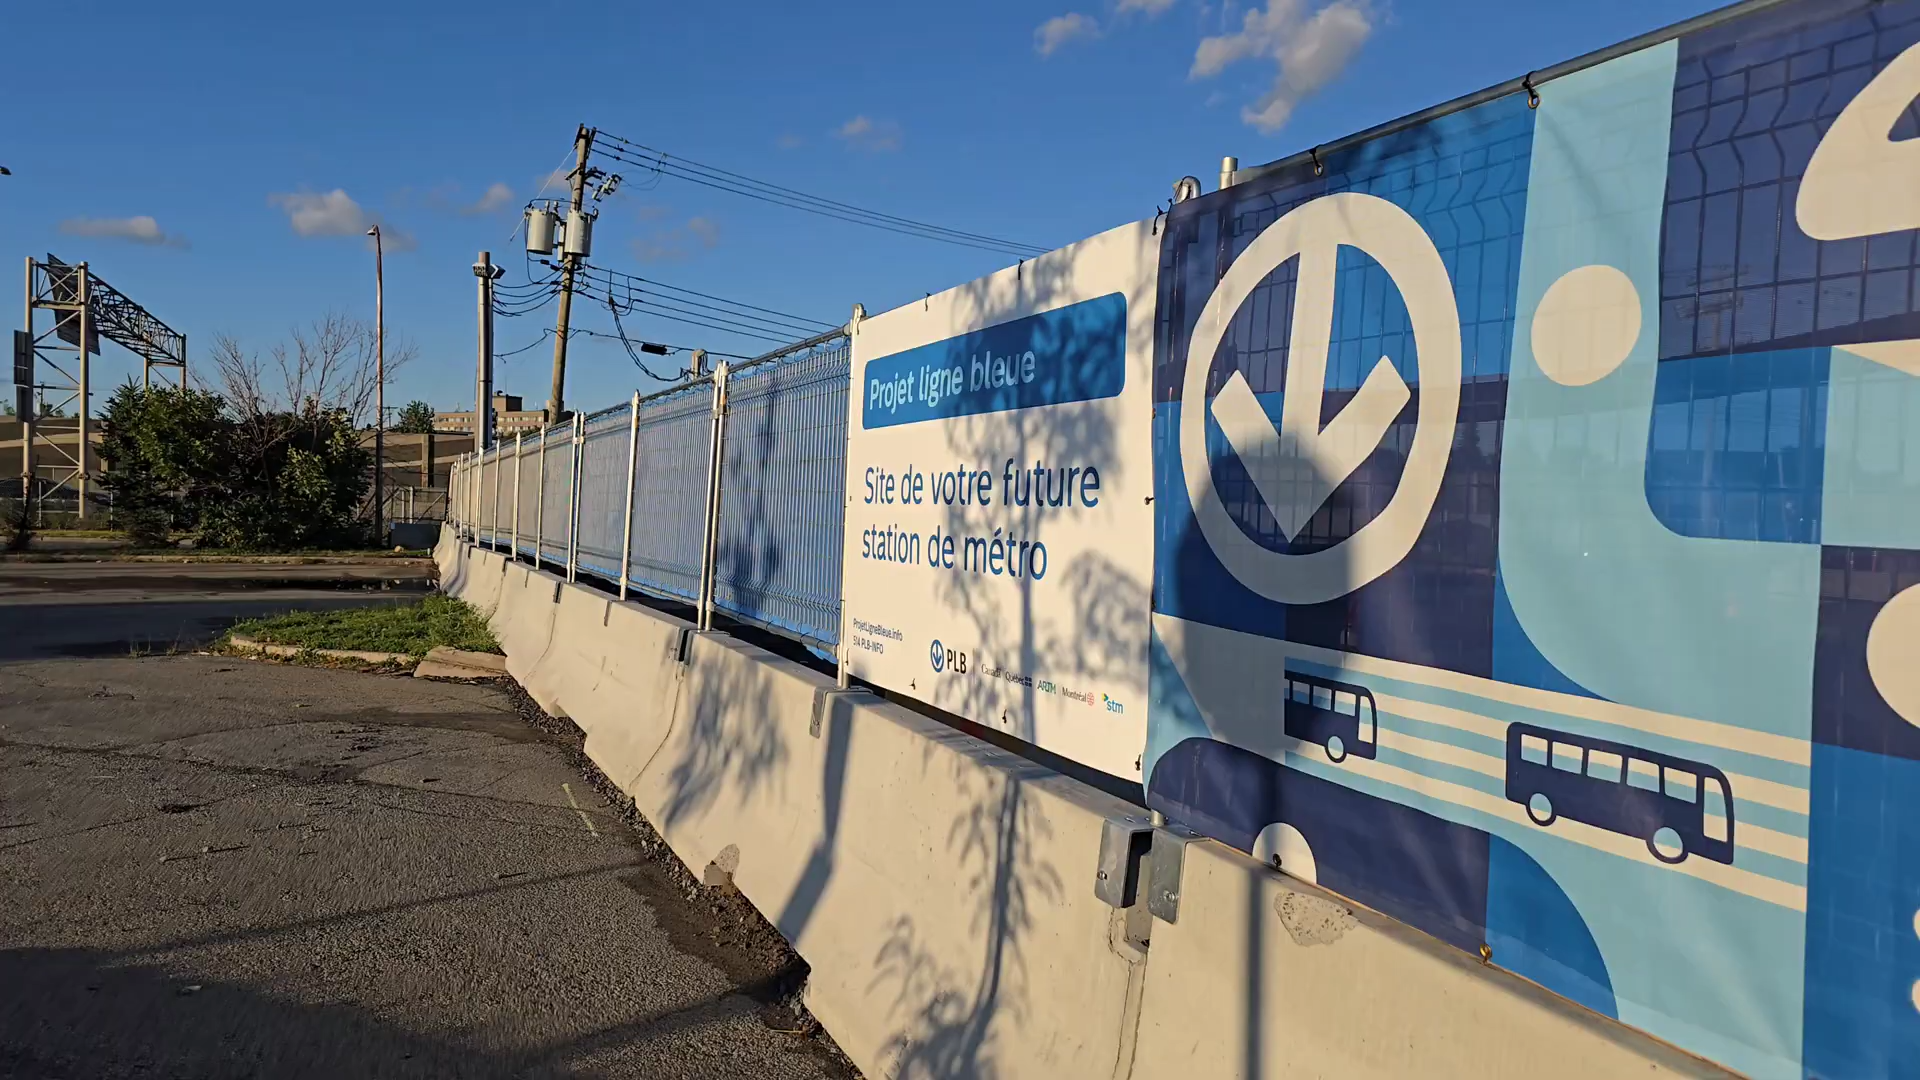 Projet ligne bleue
Site de votre future
station de métro
ProjetLigneBleue.info
514 PLB-INFO
PLB
Canada
Québec
ARTM
Montréal
stm